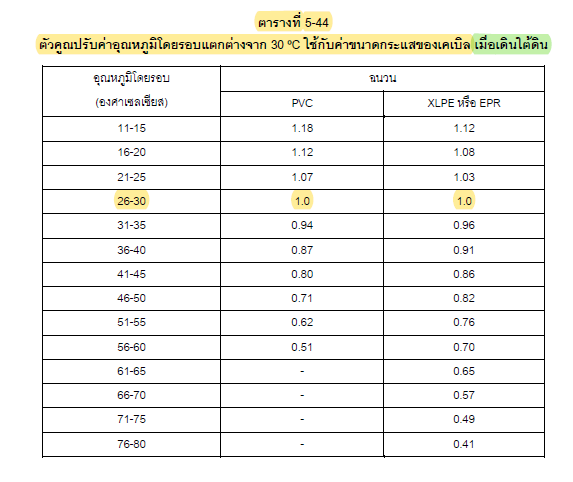 ตารางที่ 5-44
ตัวคูณปรับค่าอุณหภูมิโดยรอบแตกต่างจาก 30 ºC ใช้กับค่าขนาดกระแสของเคเบิล เมื่อเดินใต้ดิน
อุณหภูมิโดยรอบ ฉนวน
(องศาเซลเซียส) PVC XLPE หรือ EPR
11-15 1.18 1.12
16-20 1.12 1.08
21-25 1.07 1.03
26-30 1.0 1.0
31-35 0.94 0.96
36-40 0.87 0.91
41-45 0.80 0.86
46-50 0.71 0.82
51-55 0.62 0.76
56-60 0.51 0.70
61-65 - 0.65
66-70 - 0.57
71-75 - 0.49
76-80 - 0.41